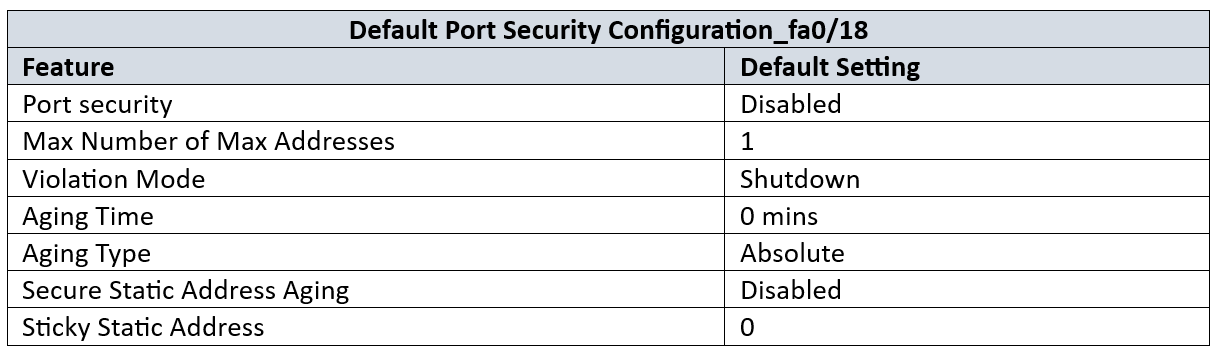 Default Port Security Configuration_fa0/18
Feature Default Setting
Port security Disabled
Max Number of Max Addresses 1
Violation Mode Shutdown
Aging Time 0 mins
Aging Type Absolute
Secure Static Address Aging Disabled
Sticky Static Address 0